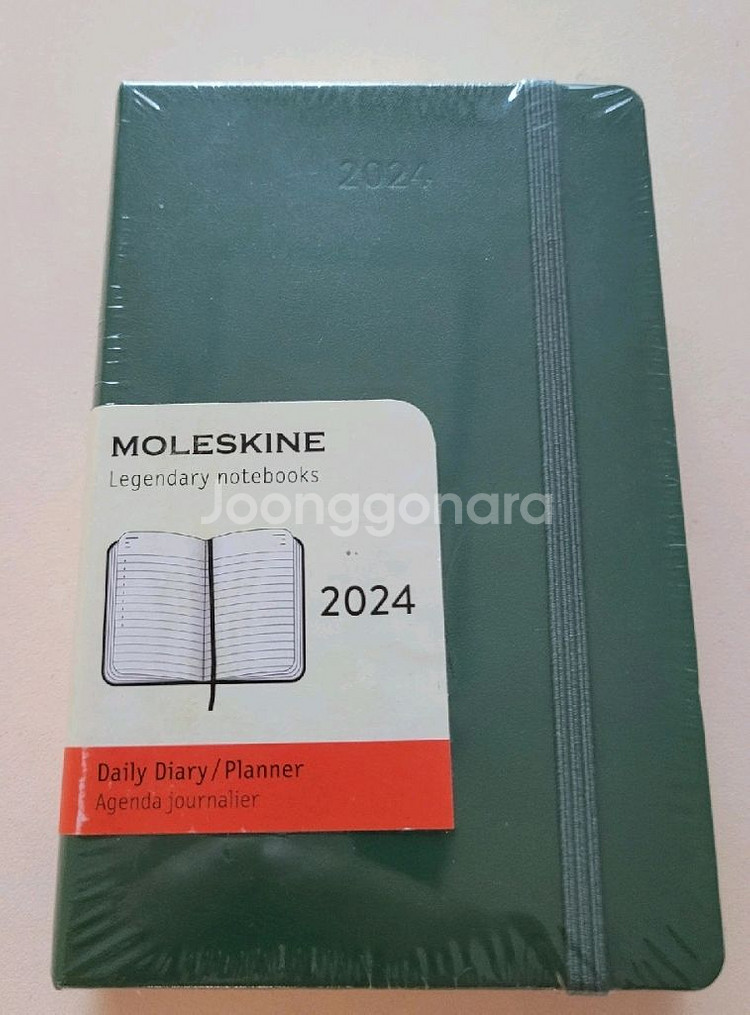 2024
MOLESKINE
Legendary notebooks
Joonggonara
2024
Daily Diary/Planner
Agenda journalier